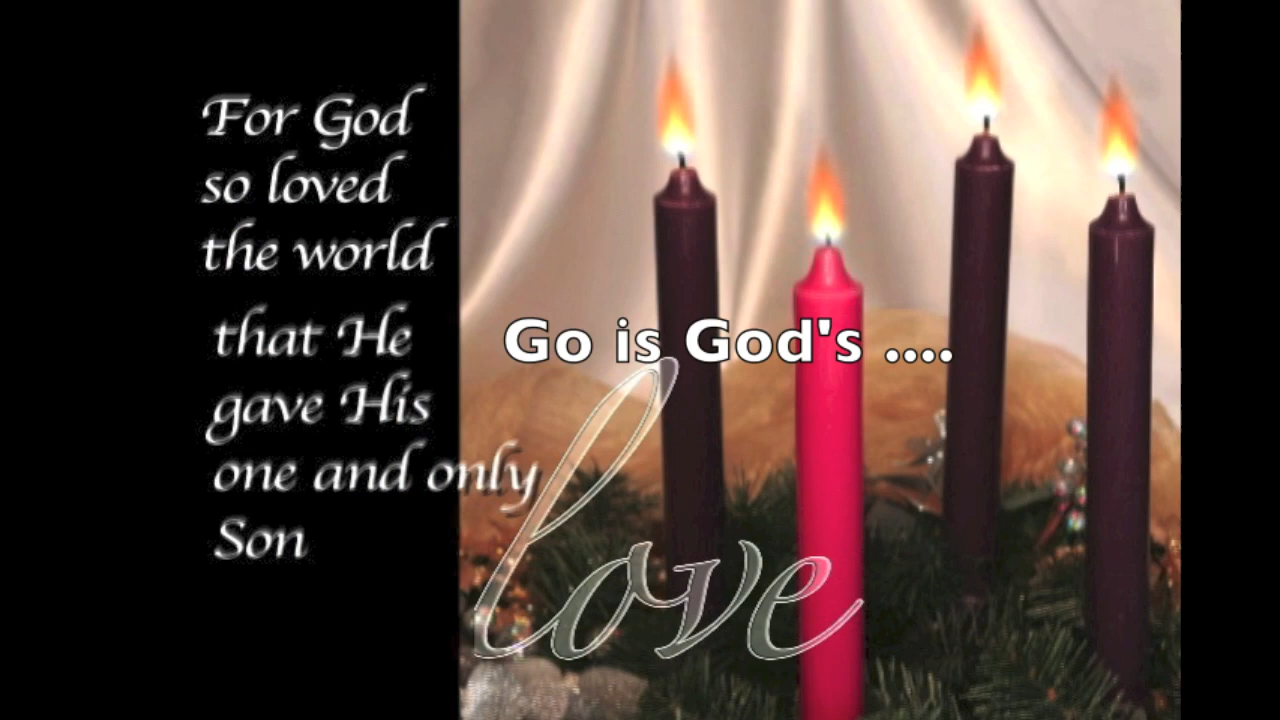 For God
so loved
the world
that He
gave His
one and only
Son
Go is God's ....
love